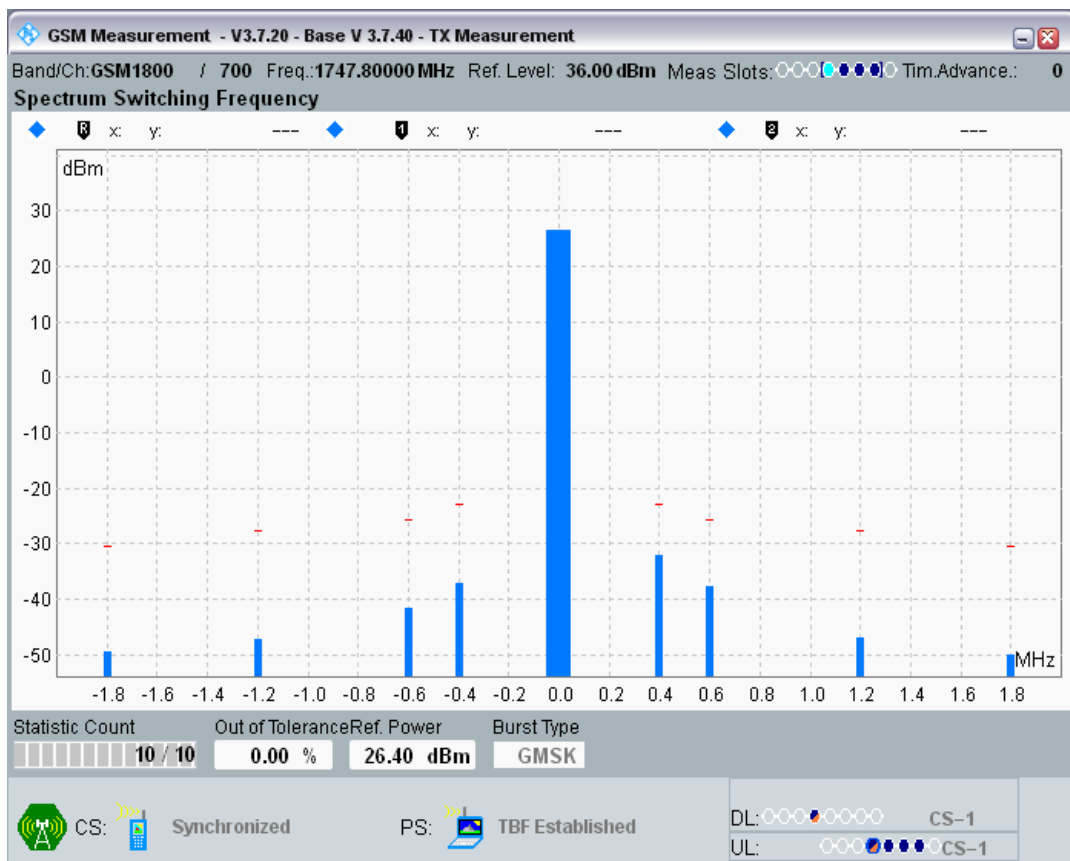 GSM Measurement - V3.7.20 - Base V 3.7.40 - TX Measurement
Band/Ch:GSM1800 / 700 Freq.:1747.80000 MHz Ref. Level: 36.00 dBm Meas Slots: Tim.Advance.: 0
Spectrum Switching Frequency
R x: y: --- 1 x: y: --- 2 x: y: ---
dBm
30
20
10
0
-10
-20
-30
-40
-50
MHz
-1.8 -1.6 -1.4 -1.2 -1.0 -0.8 -0.6 -0.4 -0.2 0.0 0.2 0.4 0.6 0.8 1.0 1.2 1.4 1.6 1.8
Statistic Count Out of Tolerance Ref. Power Burst Type
10 / 10 0.00 % 26.40 dBm GMSK
CS: Synchronized PS: TBF Established
DL: CS-1
UL: CS-1